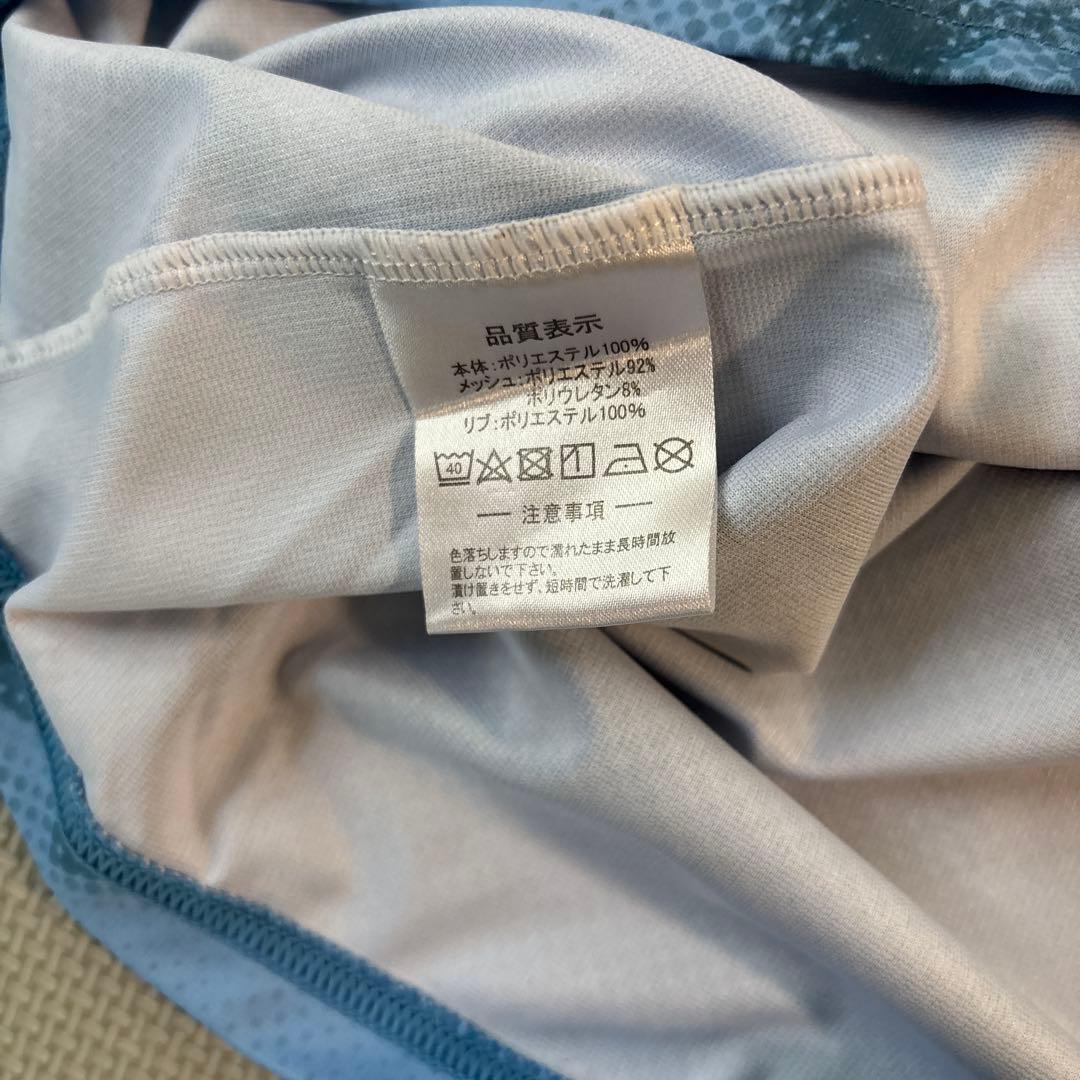 品質表示
本体:ポリエステル100%
メッシュ:ポリエステル92%
ポリウレタン8%
リブ:ポリエステル100%
40
注意事項
色落ちしますので濡れたまま長時間放
置しないで下さい。
漬け置きをせず、短時間で洗濯して下
さい。